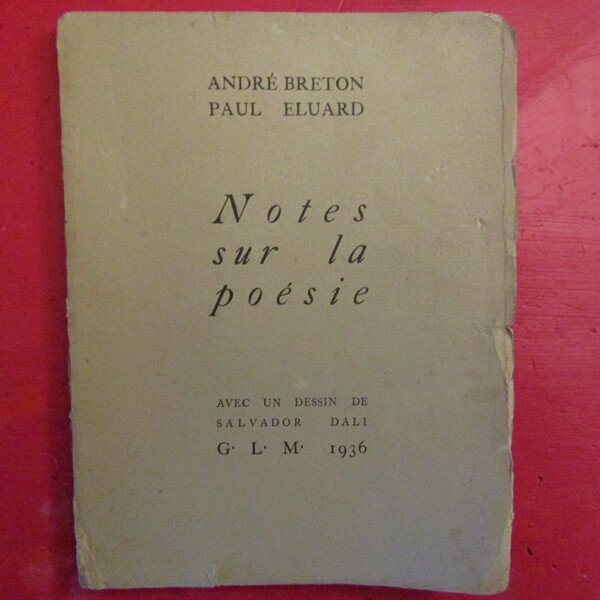 ANDRÉ BRETON
PAUL ELUARD
Notes
sur la
poésie
AVEC UN DESSIN DE
SALVADOR DALI
G. L. M. 1936